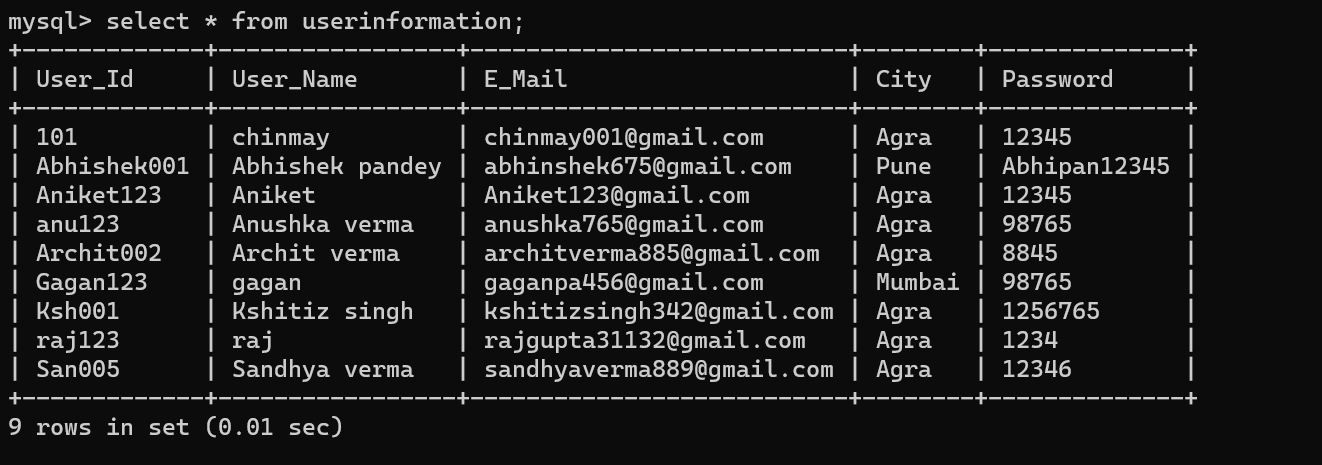 mysql> select * from userinformation;
+-------------+-----------------+---------------------------+--------+--------------+
| User_Id     | User_Name       | E_Mail                    | City   | Password     |
+-------------+-----------------+---------------------------+--------+--------------+
| 101         | chinmay         | chinmay001@gmail.com      | Agra   | 12345        |
| Abhishek001 | Abhishek pandey | abhinshek675@gmail.com    | Pune   | Abhipan12345 |
| Aniket123   | Aniket          | Aniket123@gmail.com       | Agra   | 12345        |
| anu123      | Anushka verma   | anushka765@gmail.com      | Agra   | 98765        |
| Archit002   | Archit verma    | architverma885@gmail.com  | Agra   | 8845         |
| Gagan123    | gagan           | gaganpa456@gmail.com      | Mumbai | 98765        |
| Ksh001      | Kshitiz singh   | kshitizsingh342@gmail.com | Agra   | 1256765      |
| raj123      | raj             | rajgupta31132@gmail.com   | Agra   | 1234         |
| San005      | Sandhya verma   | sandhyaverma889@gmail.com | Agra   | 12346        |
+-------------+-----------------+---------------------------+--------+--------------+
9 rows in set (0.01 sec)